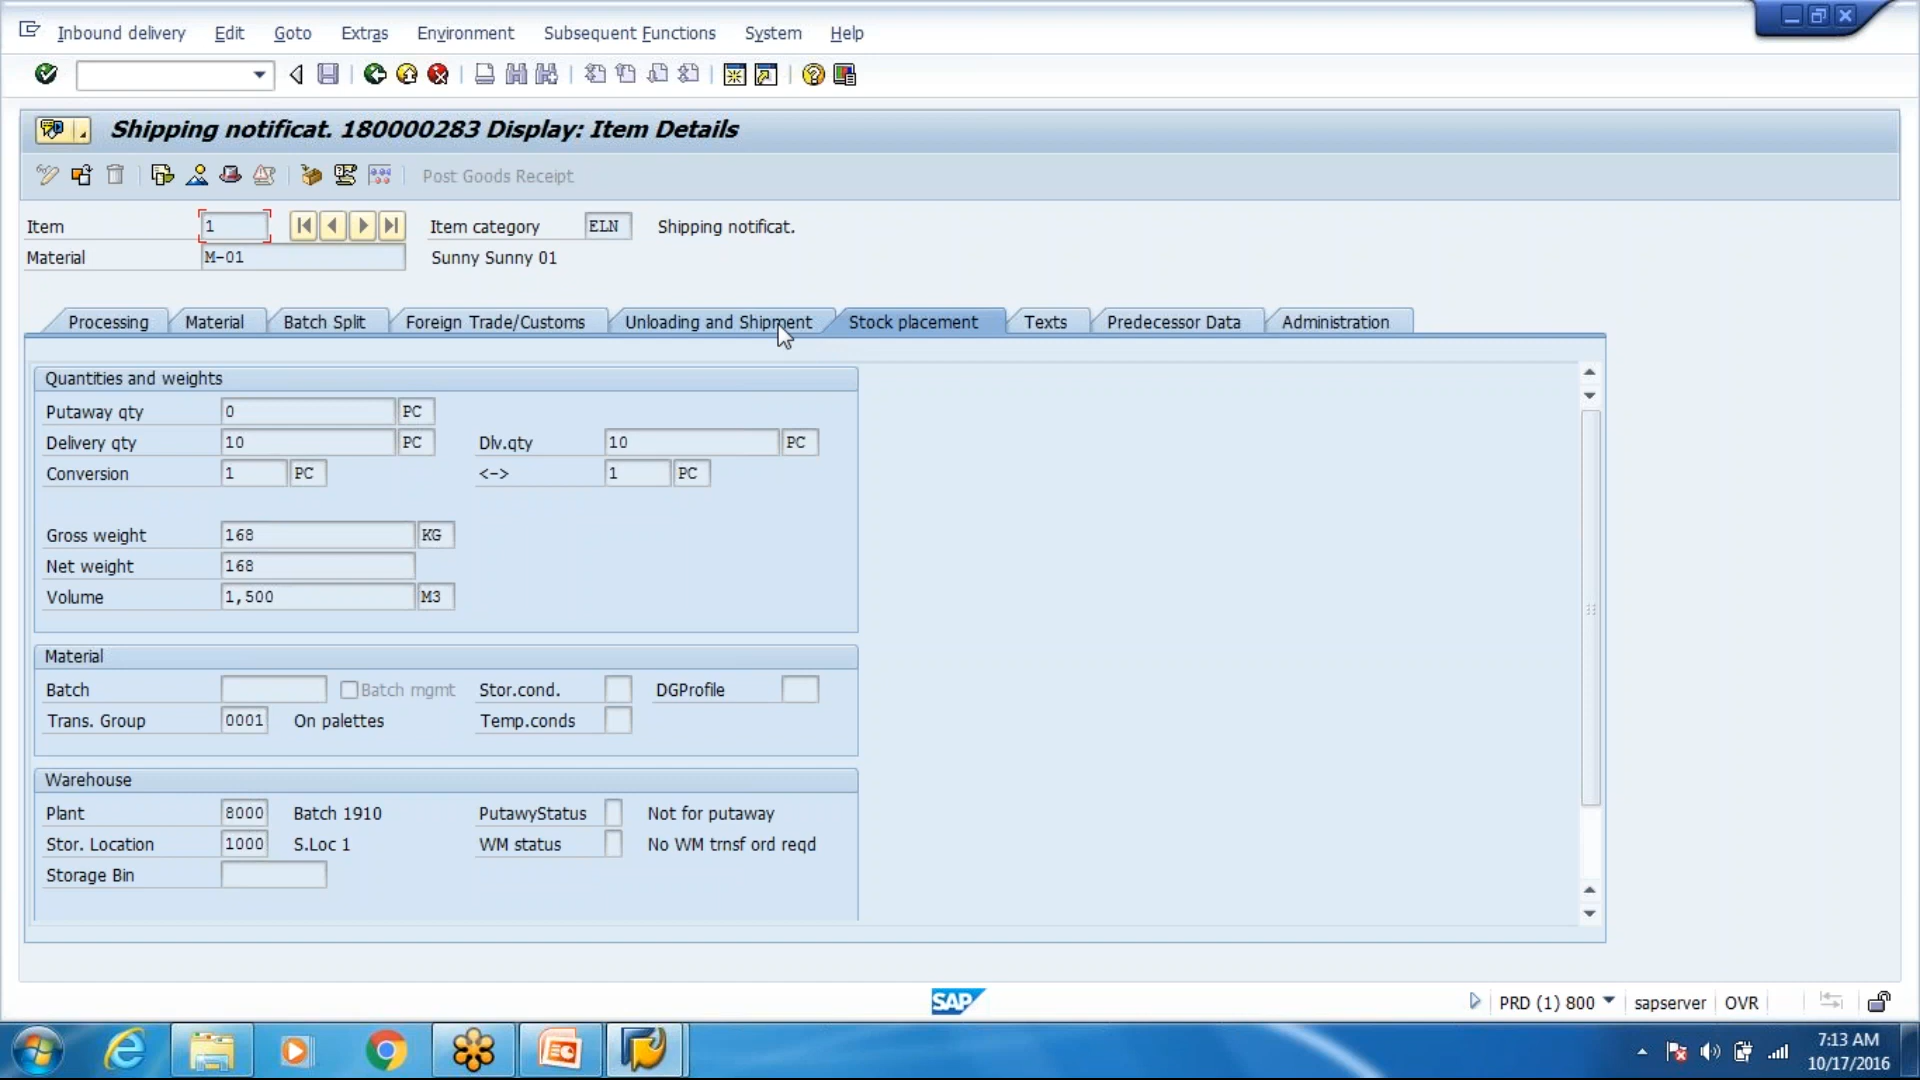 Inbound delivery Edit Goto Extras Environment Subsequent Functions System Help
Shipping notificat. 180000283 Display: Item Details
Post Goods Receipt
Item 1 Item category ELN Shipping notificat.
Material M-01 Sunny Sunny 01
Processing Material Batch Split Foreign Trade/Customs Unloading and Shipment Stock placement Texts Predecessor Data Administration
Quantities and weights
Putaway qty 0 PC
Delivery qty 10 PC Dlv.qty 10 PC
Conversion 1 PC <-> 1 PC
Gross weight 168 KG
Net weight 168
Volume 1,500 M3
Material
Batch Batch mgmt Stor.cond. DGProfile
Trans. Group 0001 On palettes Temp.conds
Warehouse
Plant 8000 Batch 1910 PutawyStatus Not for putaway
Stor. Location 1000 S.Loc 1 WM status No WM trnsf ord reqd
Storage Bin
SAP PRD (1) 800 sapserver OVR
7:13 AM
10/17/2016